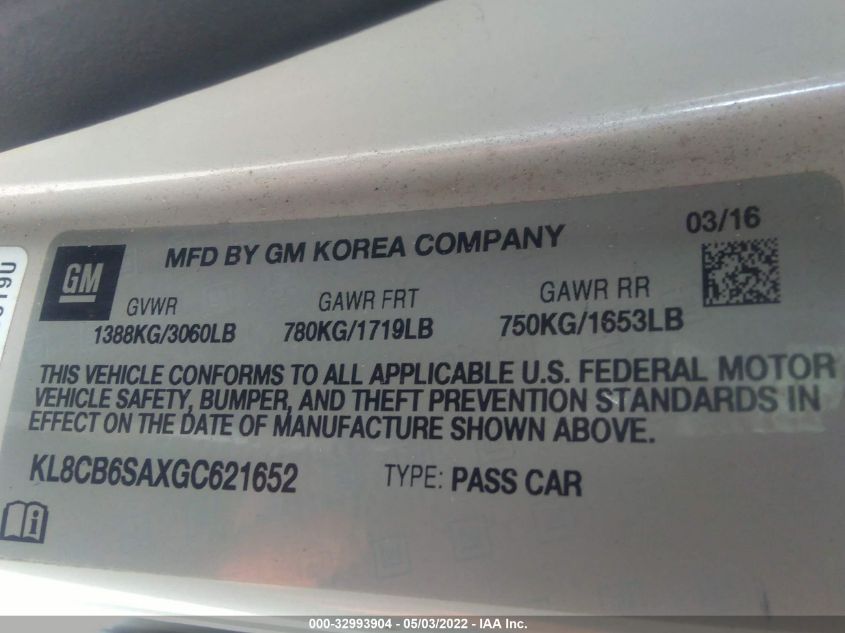 03/16
GM
MFD BY GM KOREA COMPANY
GVWR GAWR FRT GAWR RR
1388KG/3060LB 780KG/1719LB 750KG/1653LB
THIS VEHICLE CONFORMS TO ALL APPLICABLE U.S. FEDERAL MOTOR
VEHICLE SAFETY, BUMPER, AND THEFT PREVENTION STANDARDS IN
EFFECT ON THE DATE OF MANUFACTURE SHOWN ABOVE.
KL8CB6SAXGC621652 TYPE: PASS CAR
000-32993904 - 05/03/2022 - IAA Inc.